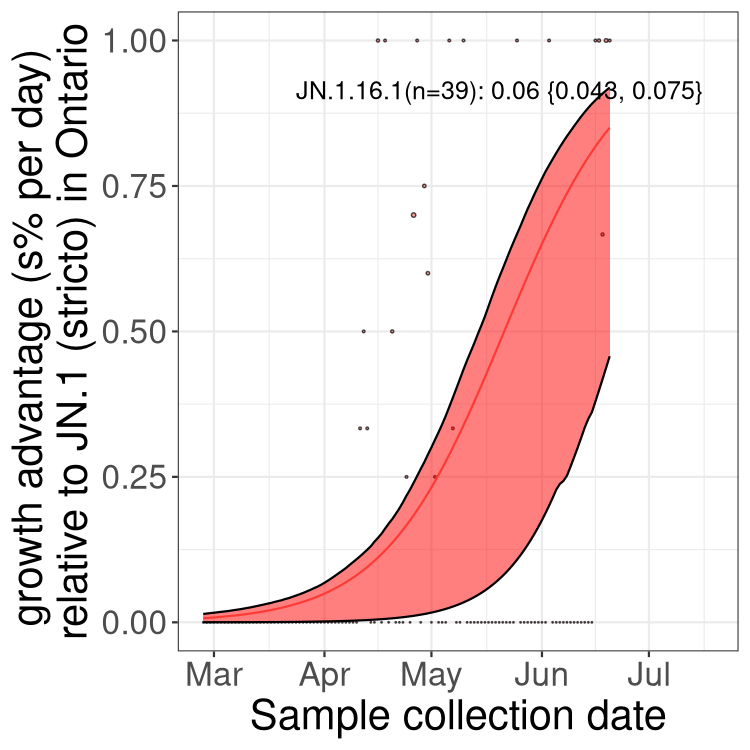 growth advantage (s% per day)
relative to JN.1 (stricto) in Ontario
1.00
0.75
0.50
0.25
0.00
JN.1.16.1(n=39): 0.06 {0.043, 0.075}
Mar Apr May Jun Jul
Sample collection date